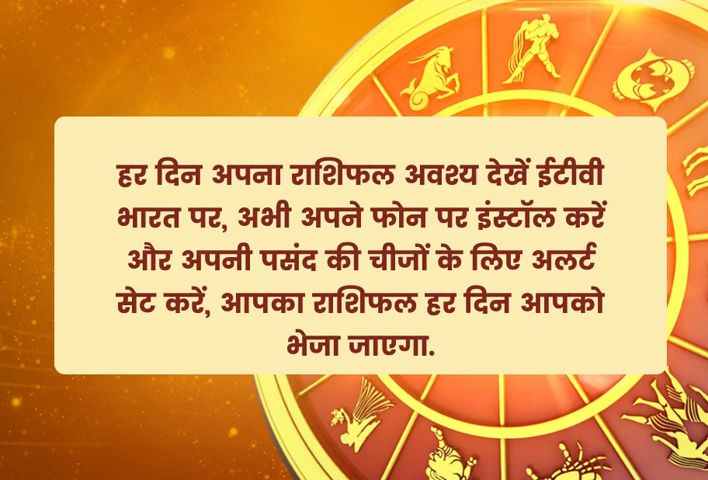 हर दिन अपना राशिफल अवश्य देखें ईटीवी
भारत पर, अभी अपने फोन पर इंस्टॉल करें
और अपनी पसंद की चीजों के लिए अलर्ट
सेट करें, आपका राशिफल हर दिन आपको
भेजा जाएगा.